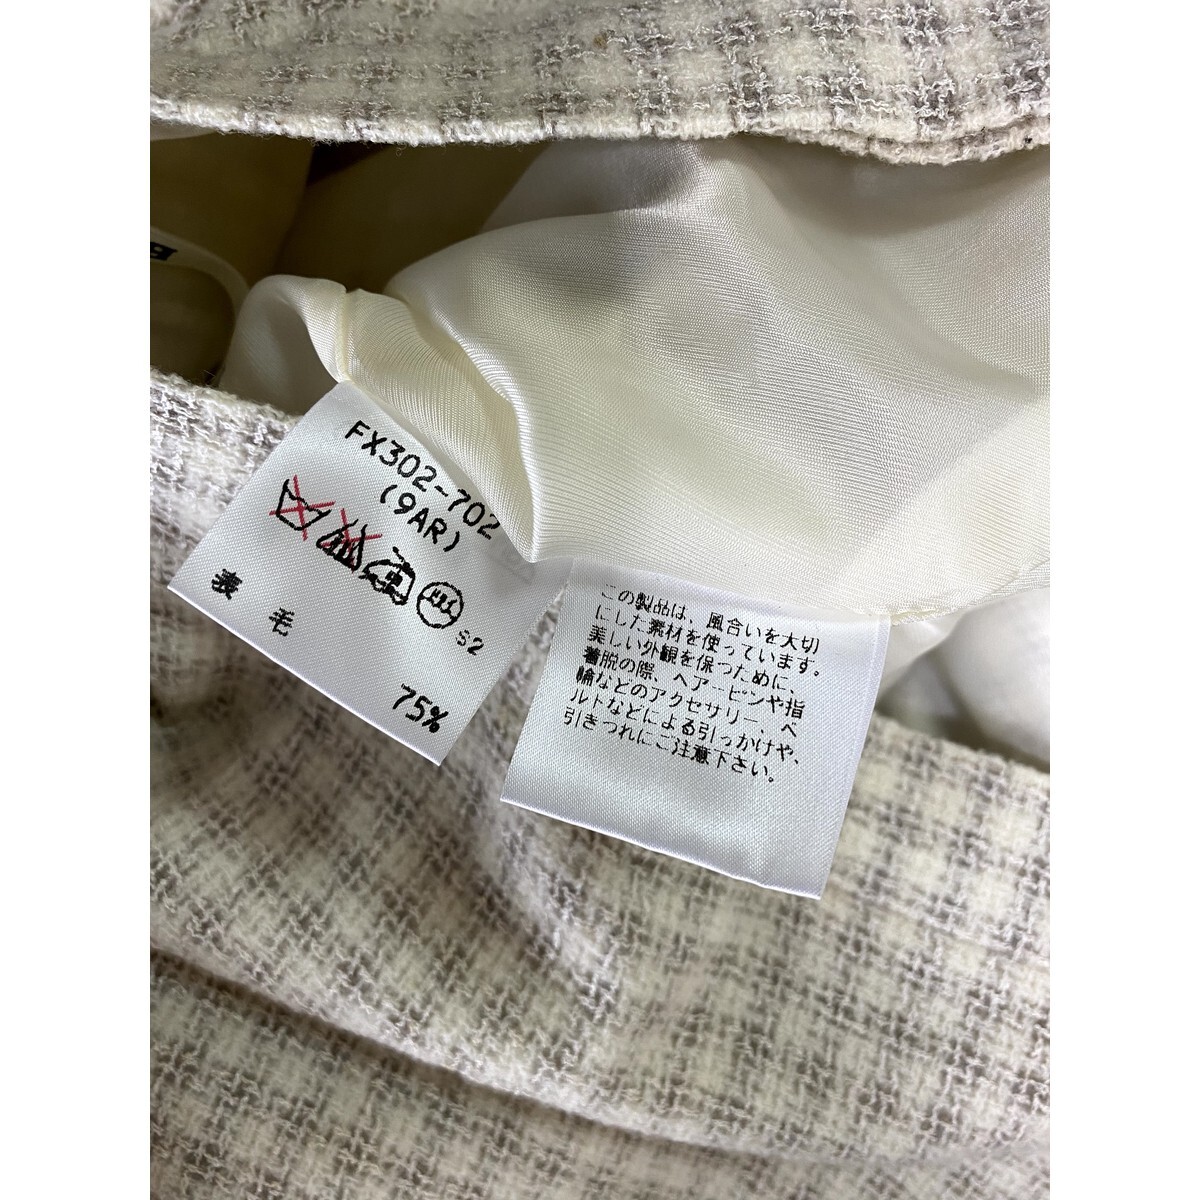 FX302-702
(9AR)
ドライ
52
表 毛
75%
この製品は、風合いを大切
にした素材を使っています。
美しい外観を保つために、
着脱の際、ヘアーピンや指
輪などのアクセサリー、ベ
ルトなどによる引っかけや、
引きつれにご注意下さい。